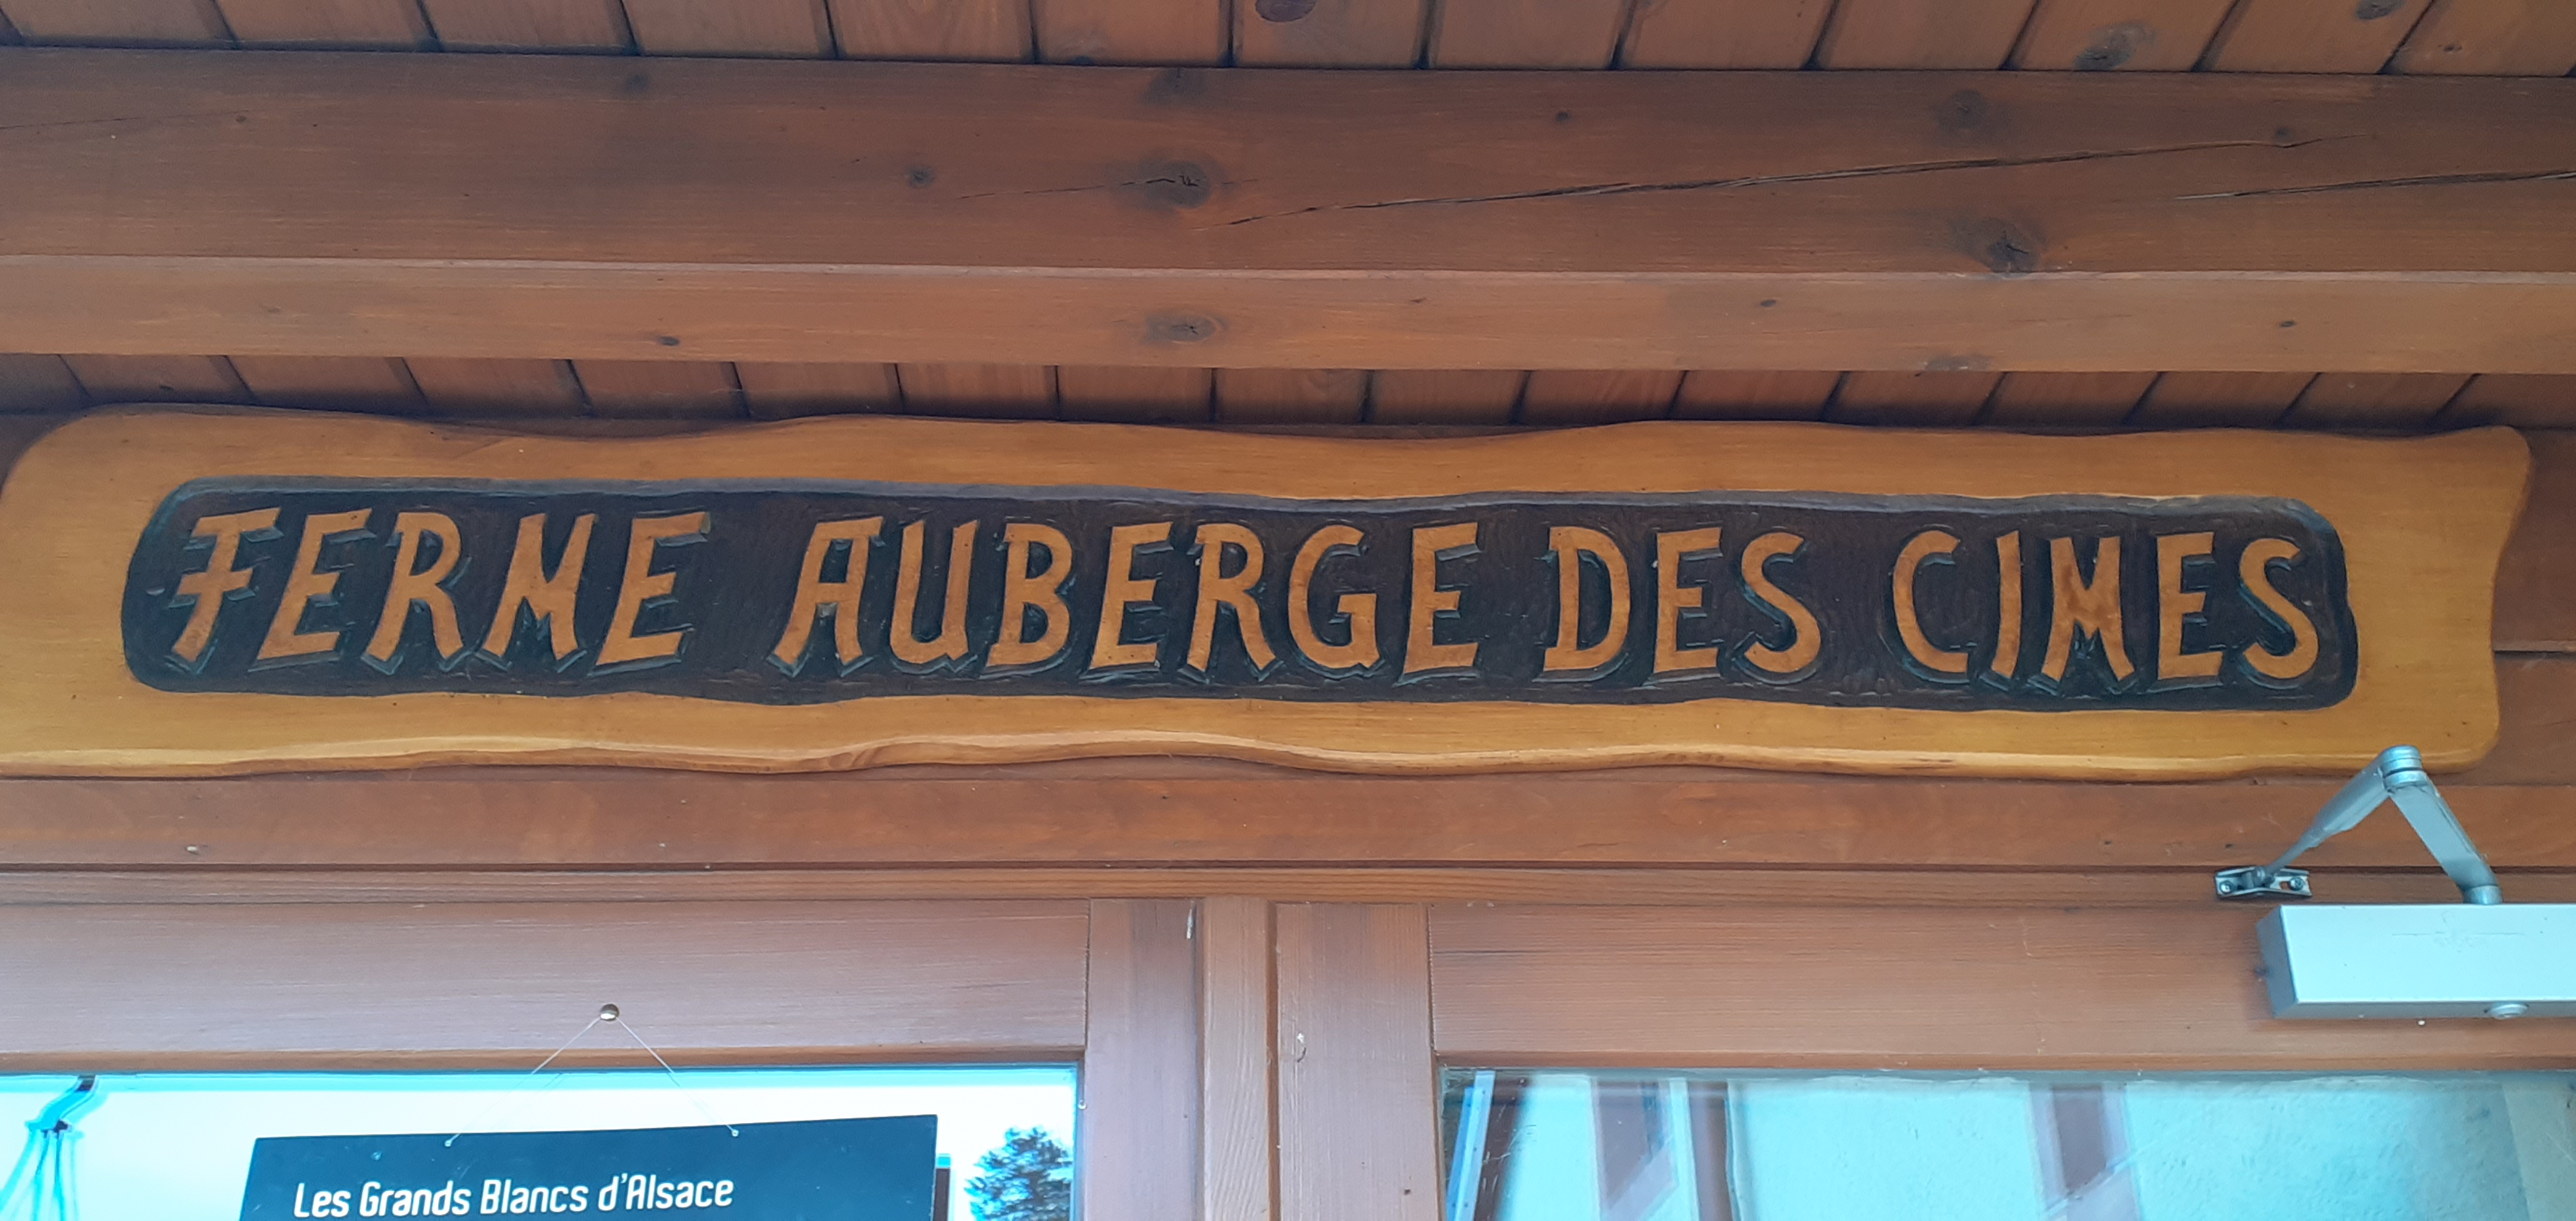 FERME AUBERGE DES CIMES
Les Grands Blancs d'Alsace